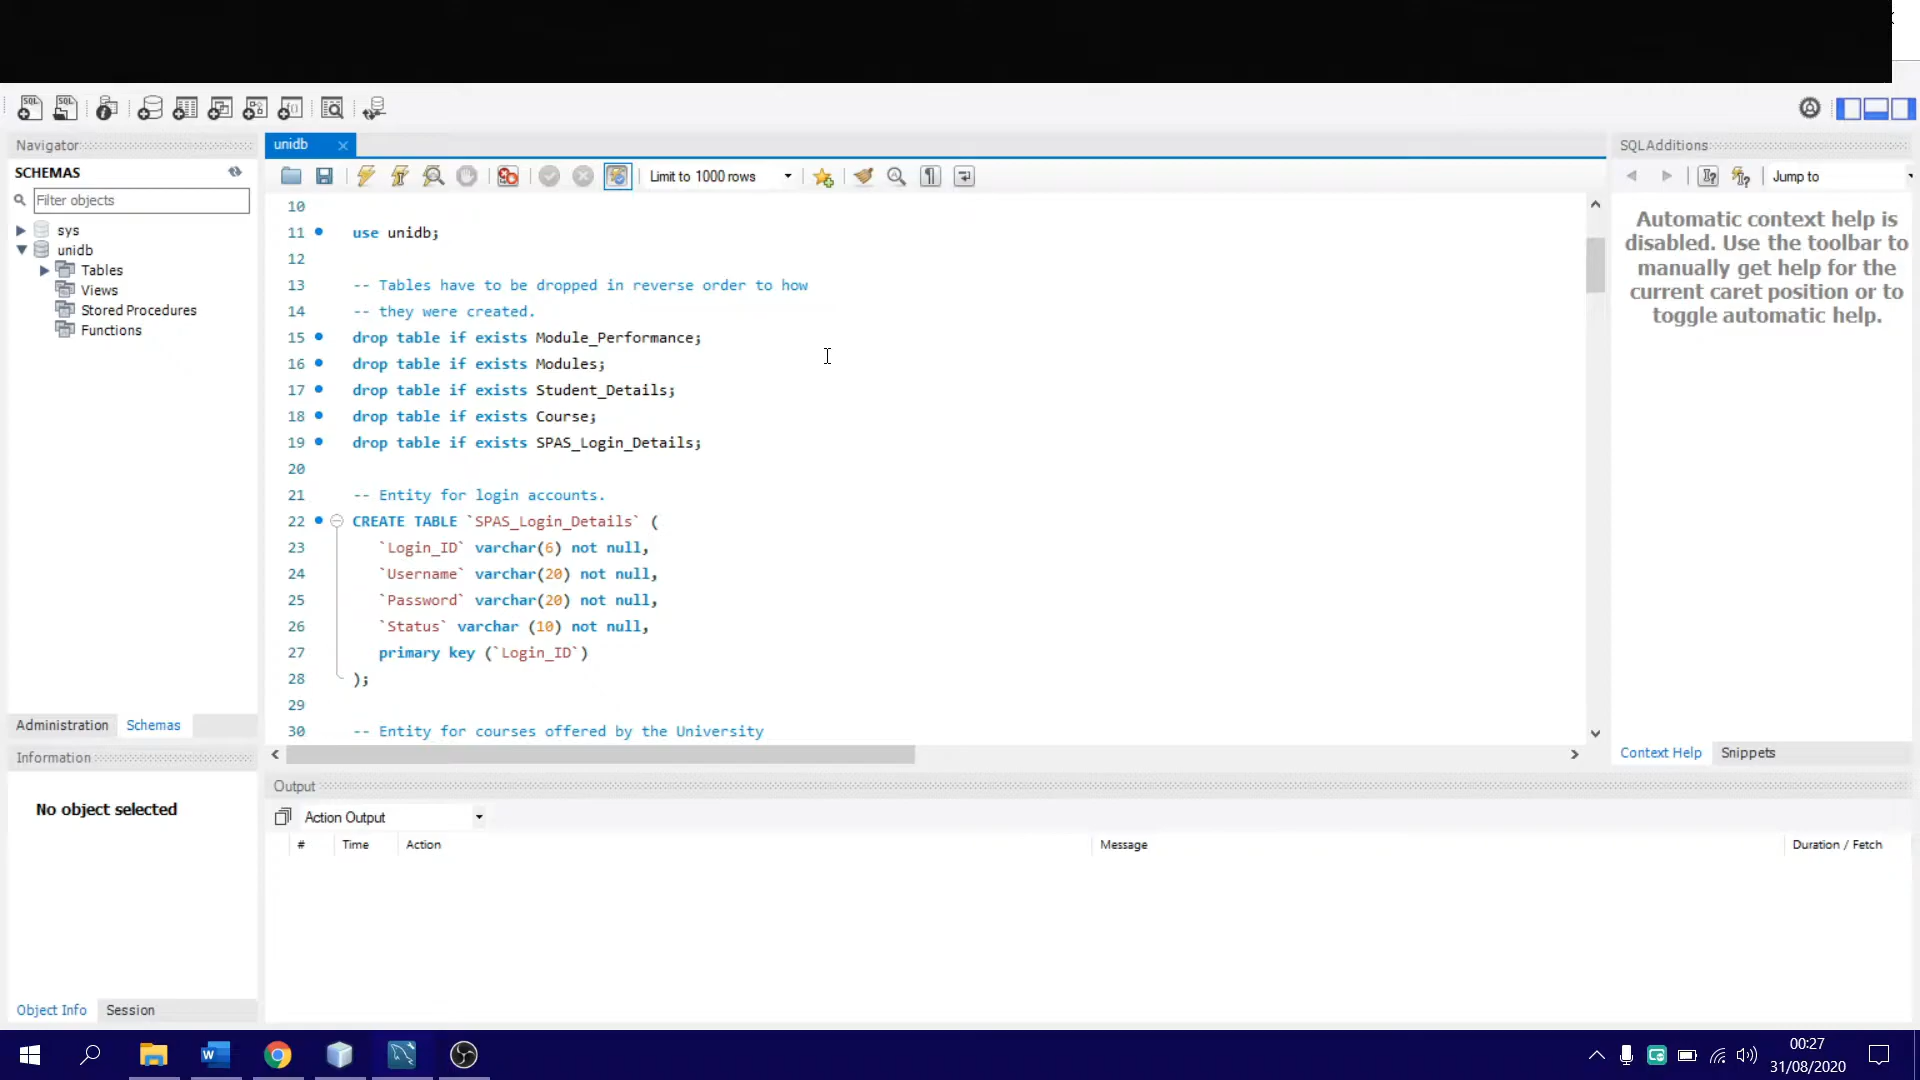 Navigator
SCHEMAS
Filter objects
sys
unidb
Tables
Views
Stored Procedures
Functions
Administration
Schemas
Information
No object selected
Object Info
Session
unidb
Limit to 1000 rows
10
11 use unidb;
12
13 -- Tables have to be dropped in reverse order to how
14 -- they were created.
15 drop table if exists Module_Performance;
16 drop table if exists Modules;
17 drop table if exists Student_Details;
18 drop table if exists Course;
19 drop table if exists SPAS_Login_Details;
20
21 -- Entity for login accounts.
22 CREATE TABLE `SPAS_Login_Details` (
23 `Login_ID` varchar(6) not null,
24 `Username` varchar(20) not null,
25 `Password` varchar(20) not null,
26 `Status` varchar (10) not null,
27 primary key (`Login_ID`)
28 );
29
30 -- Entity for courses offered by the University
SQLAdditions
Jump to
Automatic context help is
disabled. Use the toolbar to
manually get help for the
current caret position or to
toggle automatic help.
Context Help
Snippets
Output
Action Output
# Time Action Message Duration / Fetch
00:27
31/08/2020